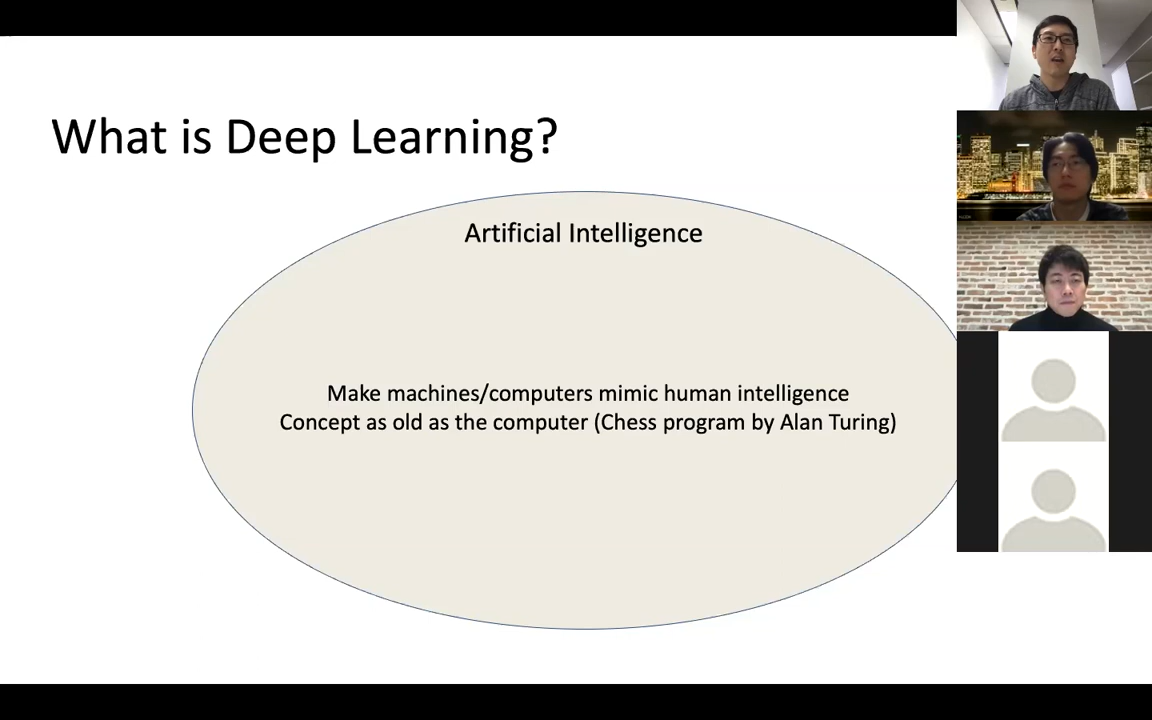 What is Deep Learning?
Artificial Intelligence
Make machines/computers mimic human intelligence
Concept as old as the computer (Chess program by Alan Turing)